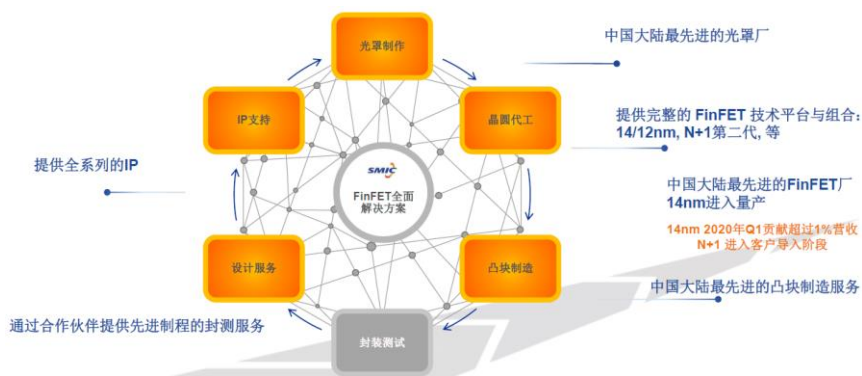 光罩制作
中国大陆最先进的光罩厂
IP支持
晶圆代工
提供完整的 FinFET 技术平台与组合:
14/12nm, N+1第二代, 等
提供全系列的IP
SMIC
FinFET全面
解决方案
中国大陆最先进的FinFET厂
14nm进入量产
14nm 2020年Q1贡献超过1%营收
N+1 进入客户导入阶段
设计服务
凸块制造
中国大陆最先进的凸块制造服务
通过合作伙伴提供先进制程的封测服务
封装测试